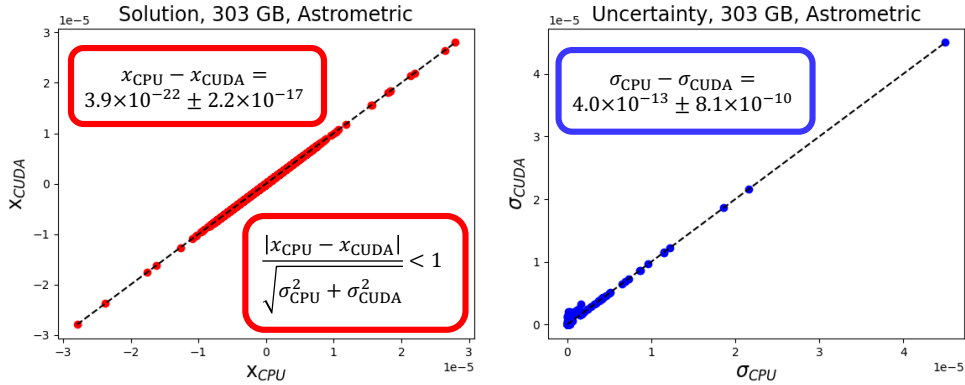 Solution, 303 GB, Astrometric
1e−5
3
2
1
0
−1
−2
−3
x_CUDA
x_CPU − x_CUDA =
3.9×10⁻²² ± 2.2×10⁻¹⁷
|x_CPU − x_CUDA|
√(σ²_CPU + σ²_CUDA)
< 1
−3
−2
−1
0
1
2
3
1e−5
x_CPU
Uncertainty, 303 GB, Astrometric
1e−5
4
3
2
1
0
σ_CUDA
σ_CPU − σ_CUDA =
4.0×10⁻¹³ ± 8.1×10⁻¹⁰
0
1
2
3
4
1e−5
σ_CPU